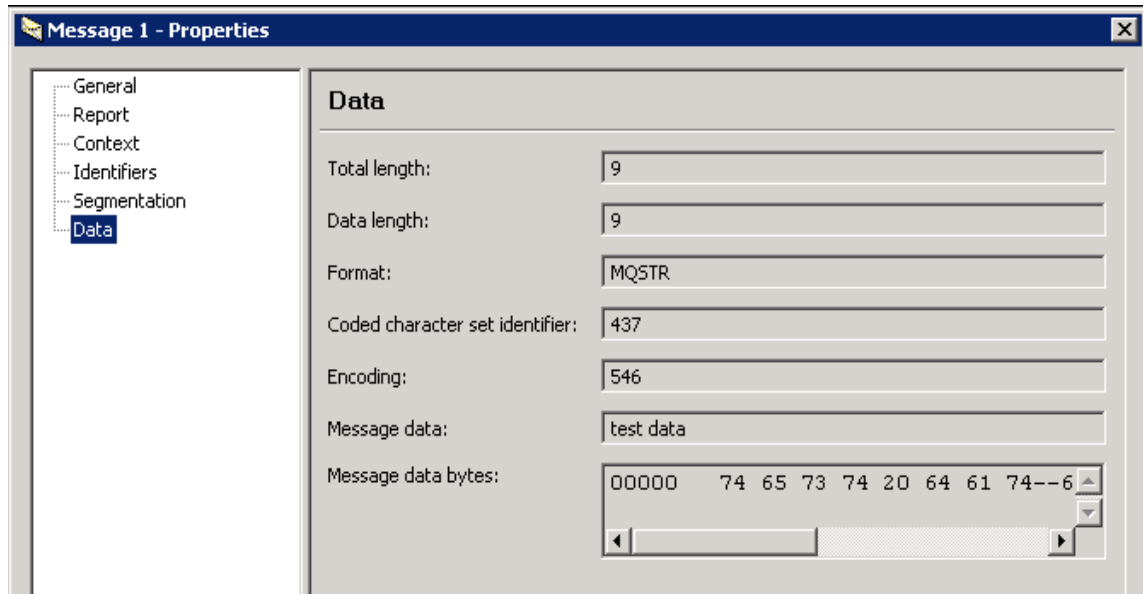 Message 1 - Properties
General
Report
Context
Identifiers
Segmentation
Data
Data
Total length: 9
Data length: 9
Format: MQSTR
Coded character set identifier: 437
Encoding: 546
Message data: test data
Message data bytes: 00000 74 65 73 74 20 64 61 74--6